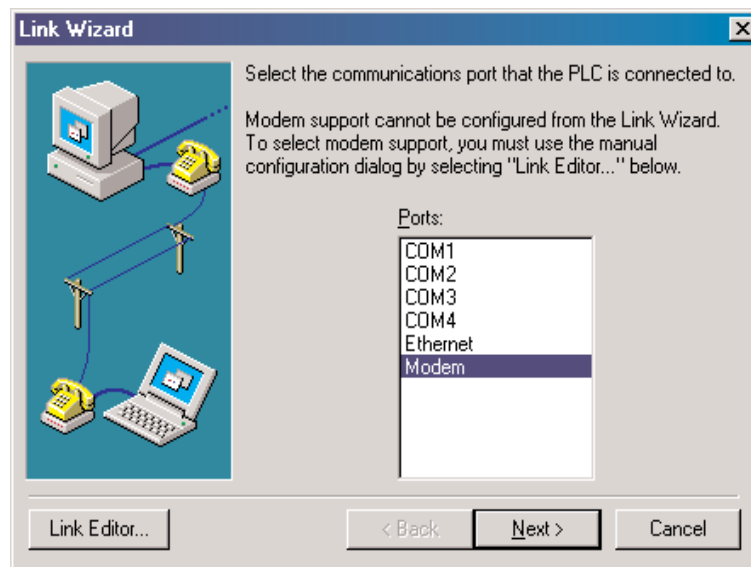 Link Wizard
Select the communications port that the PLC is connected to.
Modem support cannot be configured from the Link Wizard.
To select modem support, you must use the manual
configuration dialog by selecting "Link Editor..." below.
Ports:
COM1
COM2
COM3
COM4
Ethernet
Modem
Link Editor...
< Back
Next >
Cancel